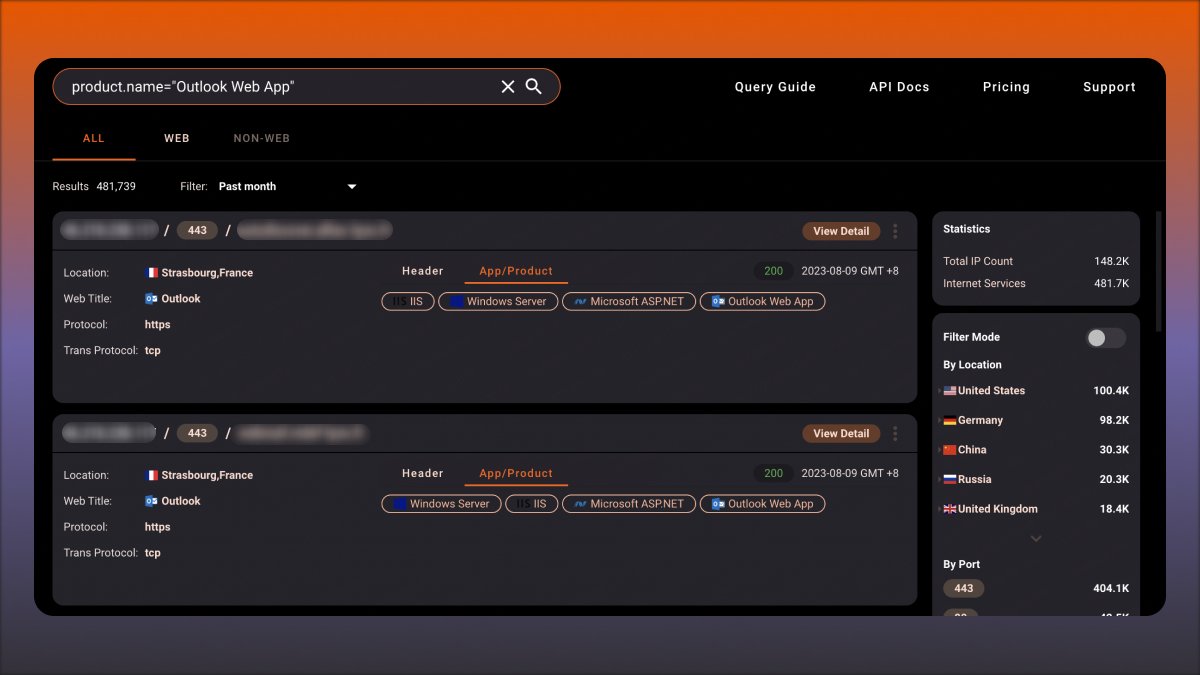 product.name="Outlook Web App"
Query Guide API Docs Pricing Support
ALL WEB NON-WEB
Results 481,739 Filter: Past month
/ 443 / View Detail
Location: Strasbourg,France
Web Title: Outlook
Protocol: https
Trans Protocol: tcp
Header App/Product 200 2023-08-09 GMT +8
IIS IIS Windows Server Microsoft ASP.NET Outlook Web App
/ 443 / View Detail
Location: Strasbourg,France
Web Title: Outlook
Protocol: https
Trans Protocol: tcp
Header App/Product 200 2023-08-09 GMT +8
Windows Server IIS IIS Microsoft ASP.NET Outlook Web App
Statistics
Total IP Count 148.2K
Internet Services 481.7K
Filter Mode
By Location
United States 100.4K
Germany 98.2K
China 30.3K
Russia 20.3K
United Kingdom 18.4K
By Port
443 404.1K